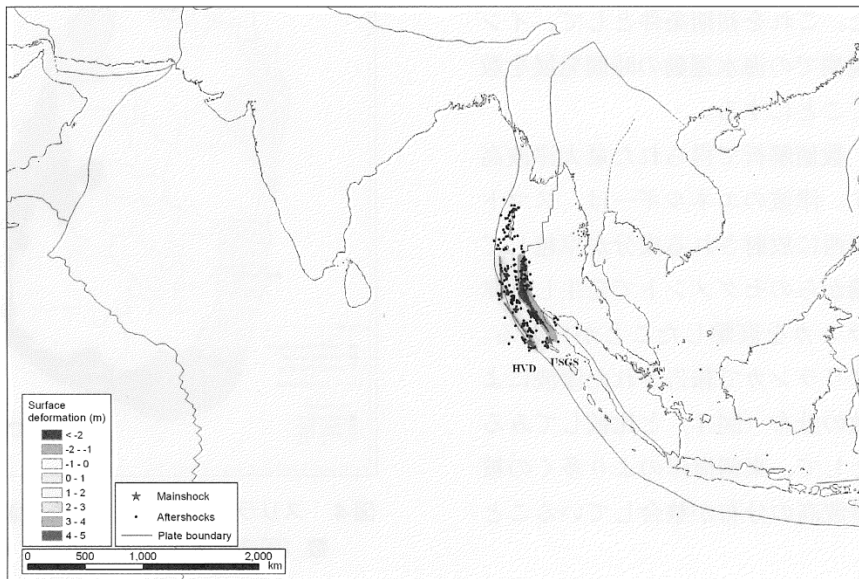 HVD
USGS
Surface
deformation (m)
< -2
-2 - -1
-1 - 0
0 - 1
1 - 2
2 - 3
3 - 4
4 - 5
Mainshock
Aftershocks
Plate boundary
0 500 1,000 2,000
km